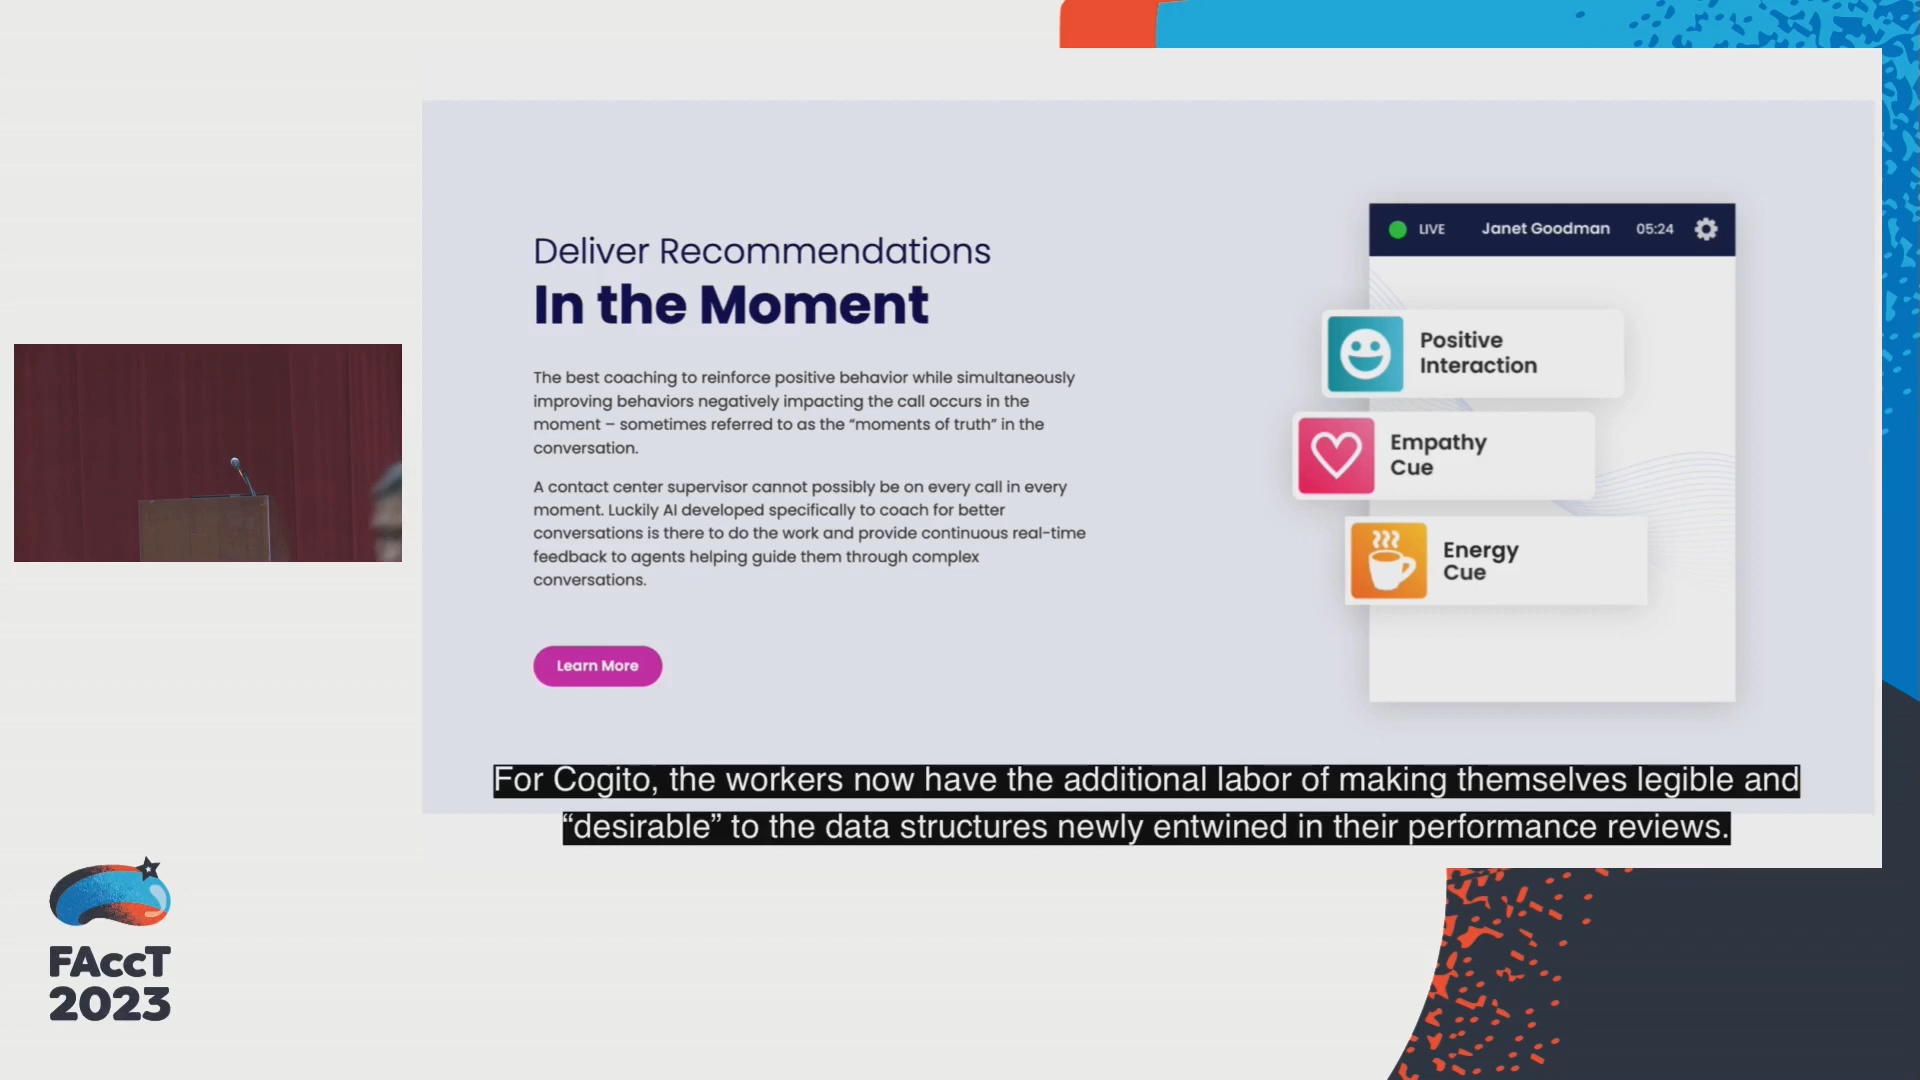 Deliver Recommendations
In the Moment
The best coaching to reinforce positive behavior while simultaneously
improving behaviors negatively impacting the call occurs in the
moment – sometimes referred to as the “moments of truth” in the
conversation.
A contact center supervisor cannot possibly be on every call in every
moment. Luckily AI developed specifically to coach for better
conversations is there to do the work and provide continuous real-time
feedback to agents helping guide them through complex
conversations.
Learn More
LIVE Janet Goodman 05:24
Positive
Interaction
Empathy
Cue
Energy
Cue
For Cogito, the workers now have the additional labor of making themselves legible and
“desirable” to the data structures newly entwined in their performance reviews.
FAccT
2023